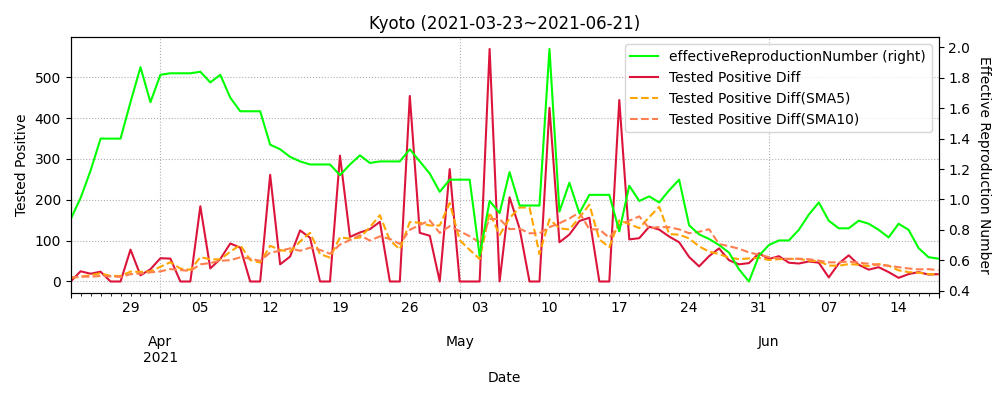 Kyoto (2021-03-23~2021-06-21)
effectiveReproductionNumber (right)
Tested Positive Diff
Tested Positive Diff(SMA5)
Tested Positive Diff(SMA10)
Tested Positive
500
400
300
200
100
0
2.0
1.8
1.6
1.4
1.2
1.0
0.8
0.6
0.4
Effective Reproduction Number
29 05 12 19 26 03 10 17 24 31 07 14
Apr May Jun
2021
Date